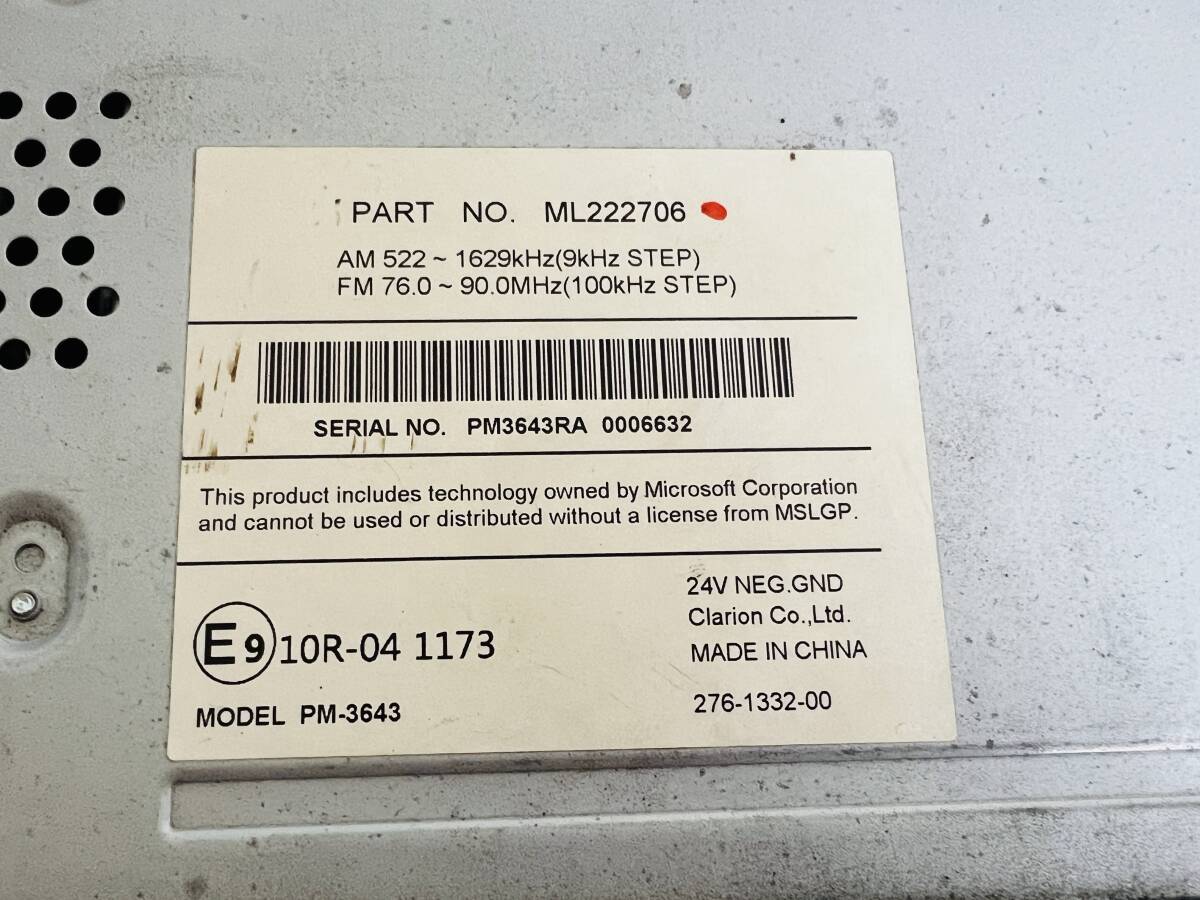 PART NO. ML222706
AM 522 ~ 1629kHz(9kHz STEP)
FM 76.0 ~ 90.0MHz(100kHz STEP)
SERIAL NO. PM3643RA 0006632
This product includes technology owned by Microsoft Corporation
and cannot be used or distributed without a license from MSLGP.
E9 10R-04 1173
MODEL PM-3643
24V NEG.GND
Clarion Co.,Ltd.
MADE IN CHINA
276-1332-00